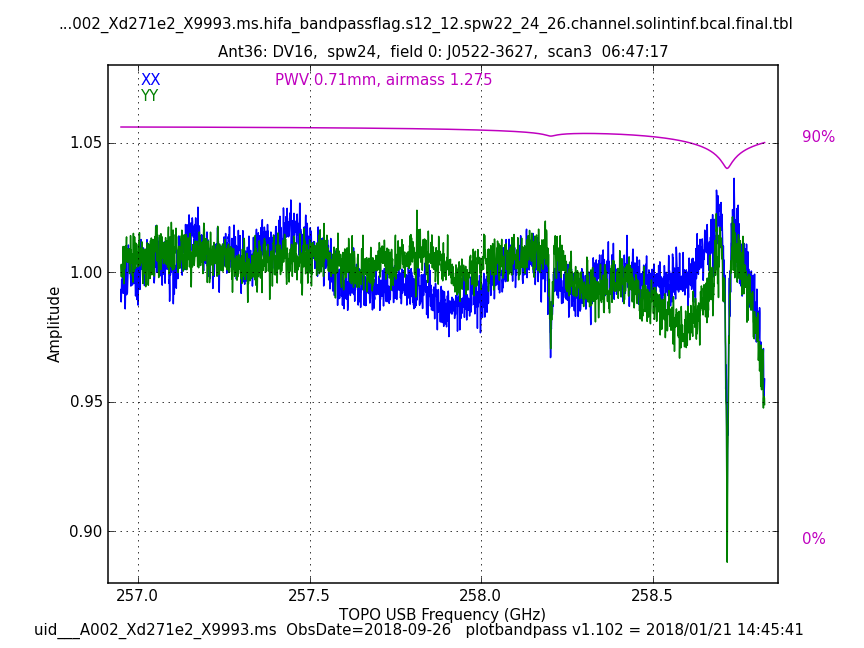 ...002_Xd271e2_X9993.ms.hifa_bandpassflag.s12_12.spw22_24_26.channel.solintinf.bcal.final.tbl
Ant36: DV16, spw24, field 0: J0522-3627, scan3 06:47:17
XX
PWV 0.71mm, airmass 1.275
YY
90%
1.05
1.00
0.95
0.90
0%
Amplitude
257.0 257.5 258.0 258.5
TOPO USB Frequency (GHz)
uid___A002_Xd271e2_X9993.ms ObsDate=2018-09-26 plotbandpass v1.102 = 2018/01/21 14:45:41